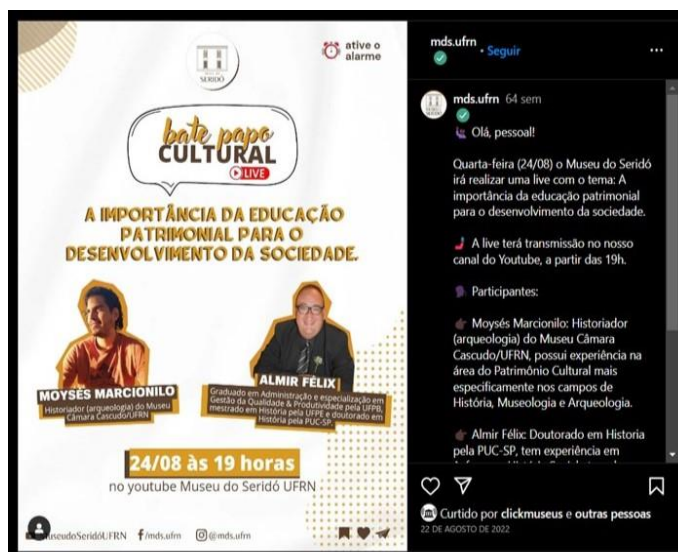 SERIDÓ
ative o
alarme
bate papo
CULTURAL
LIVE
A IMPORTÂNCIA DA EDUCAÇÃO
PATRIMONIAL PARA O
DESENVOLVIMENTO DA SOCIEDADE.
MOYSÉS MARCIONILO
Historiador (arqueologia) do Museu
Câmara Cascudo/UFRN
ALMIR FÉLIX
Graduado em Administração e especialização em
Gestão da Qualidade & Produtividade pela UFPB,
mestrado em História pela UFPE e doutorado em
História pela PUC-SP.
24/08 às 19 horas
no youtube Museu do Seridó UFRN
useudoSeridóUFRN
/mds.ufrn
@mds.ufrn
mds.ufrn
• Seguir
mds.ufrn 64 sem
Olá, pessoal!
Quarta-feira (24/08) o Museu do Seridó
irá realizar uma live com o tema: A
importância da educação patrimonial
para o desenvolvimento da sociedade.
A live terá transmissão no nosso
canal do Youtube, a partir das 19h.
Participantes:
Moysés Marcionilo: Historiador
(arqueologia) do Museu Câmara
Cascudo/UFRN, possui experiência na
área do Patrimônio Cultural mais
especificamente nos campos de
História, Museologia e Arqueologia.
Almir Félix: Doutorado em Historia
pela PUC-SP, tem experiência em
Curtido por clickmuseus e outras pessoas
22 DE AGOSTO DE 2022